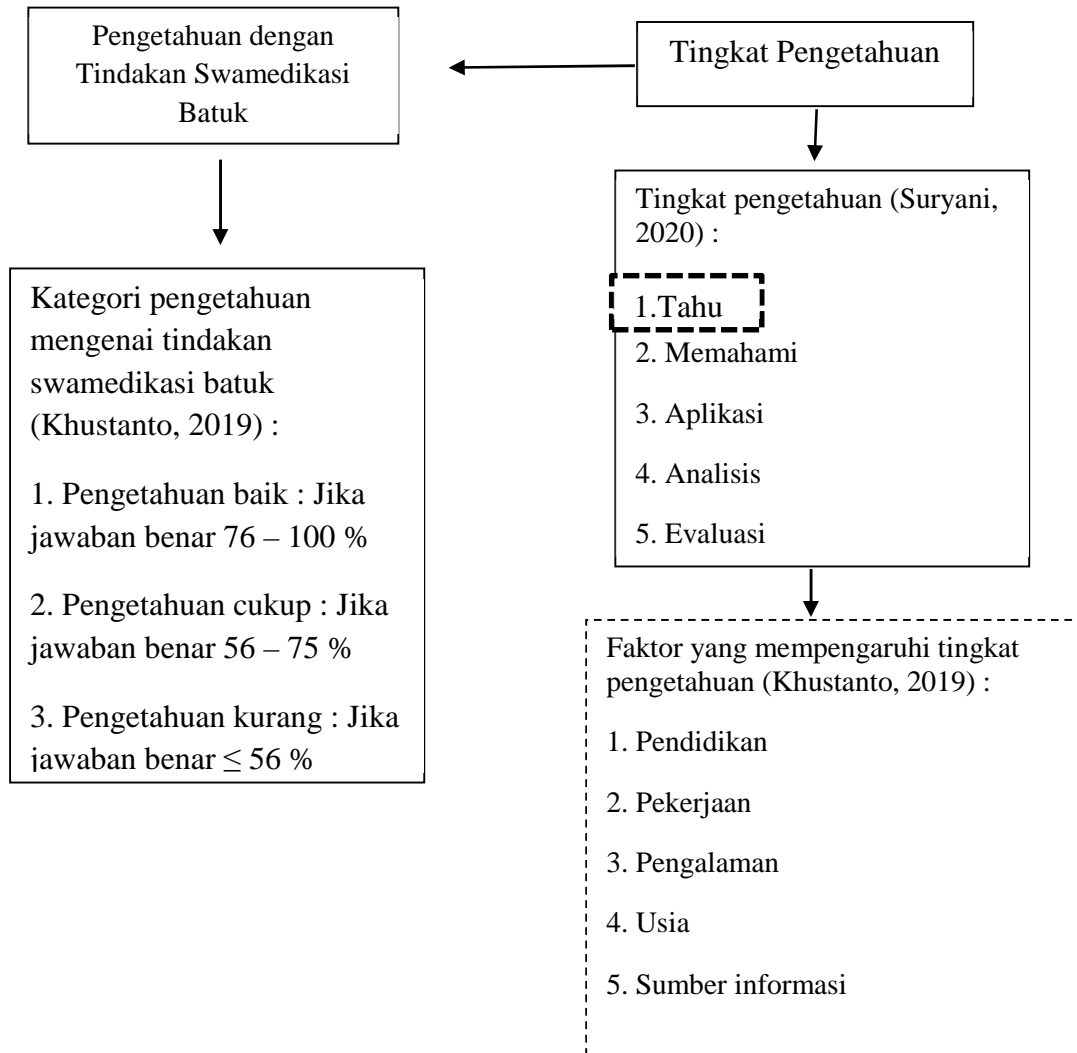 Pengetahuan dengan
Tindakan Swamedikasi
Batuk
Tingkat Pengetahuan
Kategori pengetahuan
mengenai tindakan
swamedikasi batuk
(Khustanto, 2019) :
1. Pengetahuan baik : Jika
jawaban benar 76 – 100 %
2. Pengetahuan cukup : Jika
jawaban benar 56 – 75 %
3. Pengetahuan kurang : Jika
jawaban benar ≤ 56 %
Tingkat pengetahuan (Suryani,
2020) :
1.Tahu
2. Memahami
3. Aplikasi
4. Analisis
5. Evaluasi
Faktor yang mempengaruhi tingkat
pengetahuan (Khustanto, 2019) :
1. Pendidikan
2. Pekerjaan
3. Pengalaman
4. Usia
5. Sumber informasi